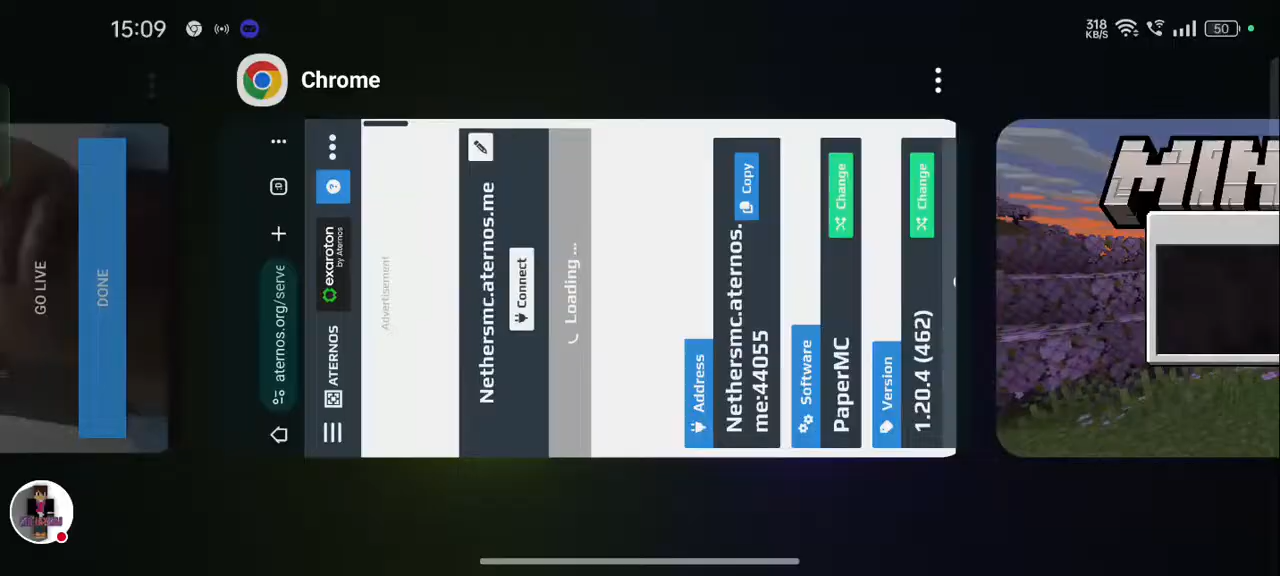 15:09
318
KB/S
50
Chrome
GO LIVE
DONE
aternos.org/serve
ATERNOS
exaroton
by Aternos
?
Advertisement
Nethersmc.aternos.me
Connect
Loading ...
Address
Nethersmc.aternos.
me:44055
Copy
Software
PaperMC
Change
Version
1.20.4 (462)
Change
MIN